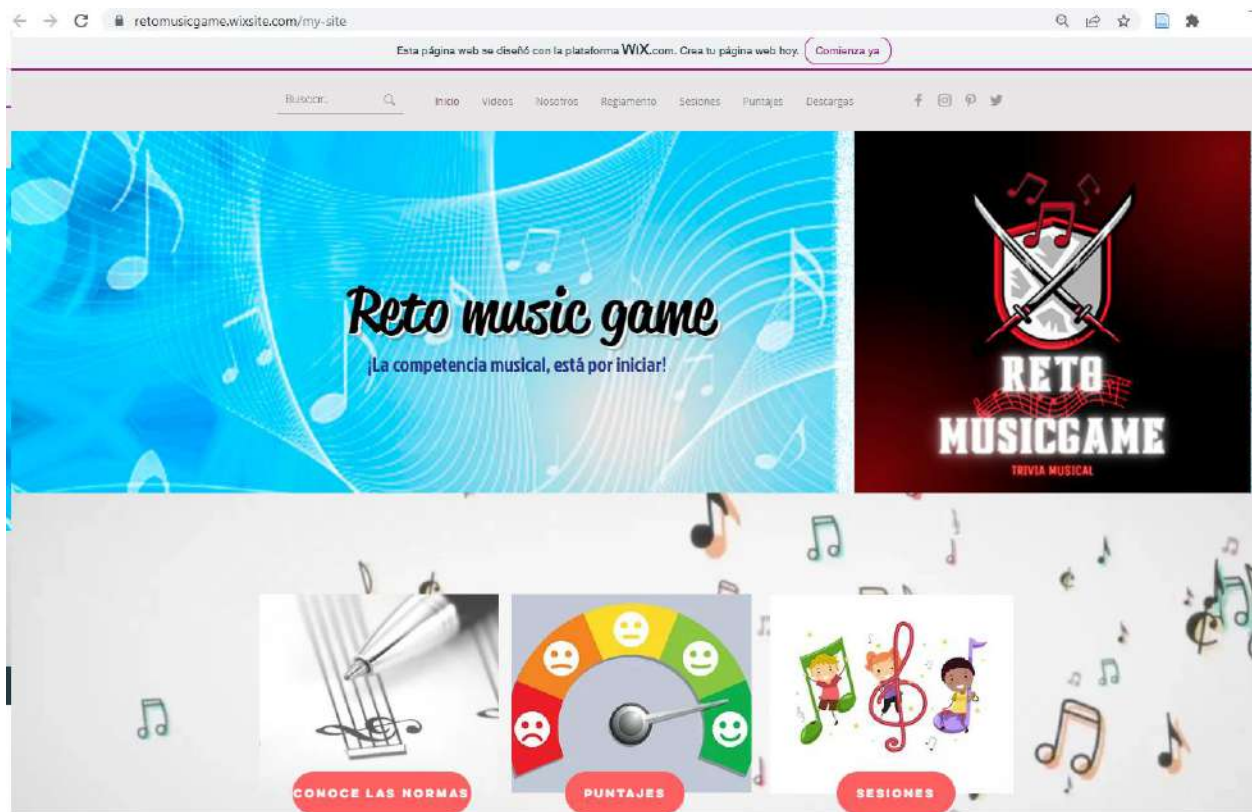 retomusicgame.wixsite.com/my-site
Esta página web se diseñó con la plataforma WIX.com. Crea tu página web hoy. Comienza ya
Buscar... Inicio Videos Nosotros Reglamento Sesiones Puntajes Descargas
Reto music game
¡La competencia musical, está por iniciar!
RETO
MUSICGAME
TRIVIA MUSICAL
CONOCE LAS NORMAS PUNTAJES SESIONES